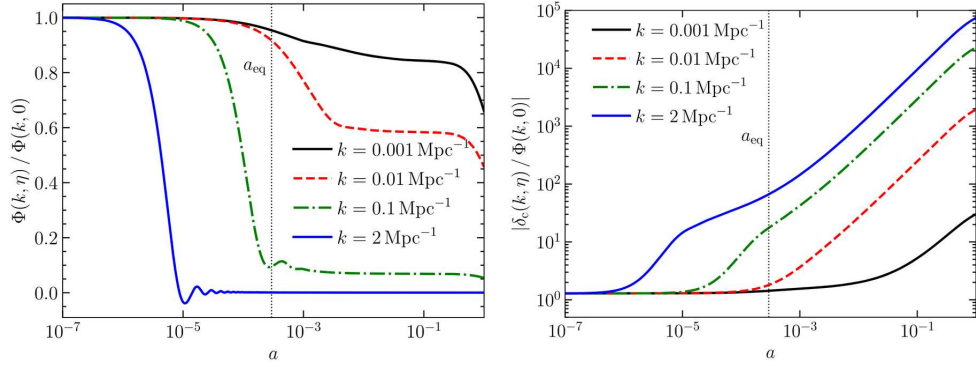 1.0
0.8
0.6
0.4
0.2
0.0
Φ(k, η) / Φ(k, 0)
a_eq
k = 0.001 Mpc⁻¹
k = 0.01 Mpc⁻¹
k = 0.1 Mpc⁻¹
k = 2 Mpc⁻¹
10⁻⁷ 10⁻⁵ 10⁻³ 10⁻¹
a
10⁵
10⁴
10³
10²
10¹
10⁰
|δ_c(k, η) / Φ(k, 0)|
k = 0.001 Mpc⁻¹
k = 0.01 Mpc⁻¹
k = 0.1 Mpc⁻¹
k = 2 Mpc⁻¹
a_eq
10⁻⁷ 10⁻⁵ 10⁻³ 10⁻¹
a